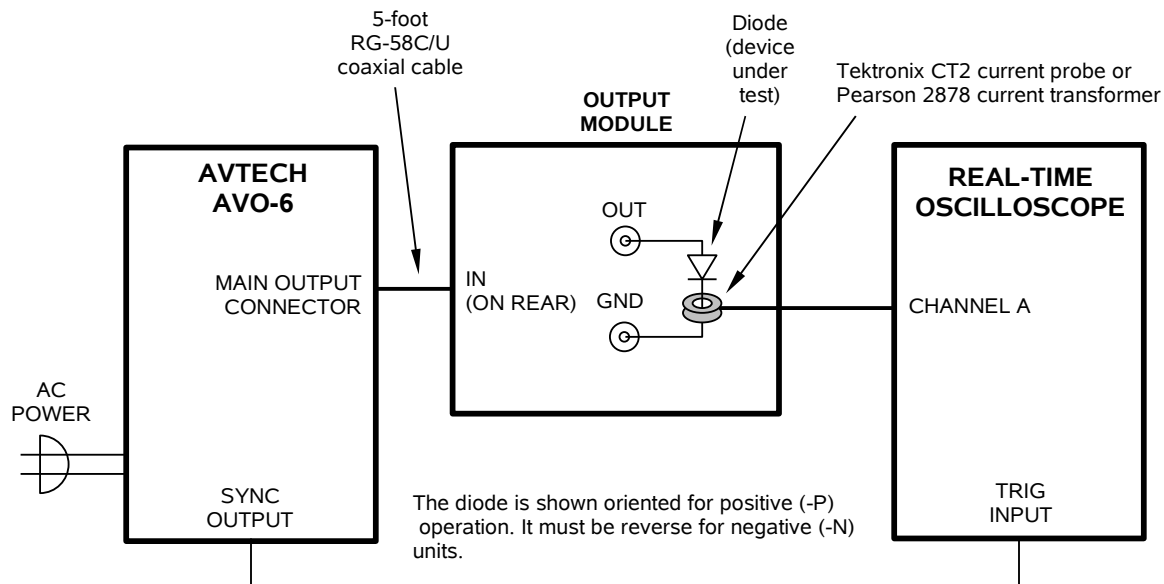 5-foot
RG-58C/U
coaxial cable
Diode
(device
under
test)
Tektronix CT2 current probe or
Pearson 2878 current transformer
OUTPUT
MODULE
AVTECH
AVO-6
REAL-TIME
OSCILLOSCOPE
OUT
MAIN OUTPUT
CONNECTOR
IN
(ON REAR)
GND
CHANNEL A
AC
POWER
SYNC
OUTPUT
The diode is shown oriented for positive (-P)
operation. It must be reverse for negative (-N)
units.
TRIG
INPUT